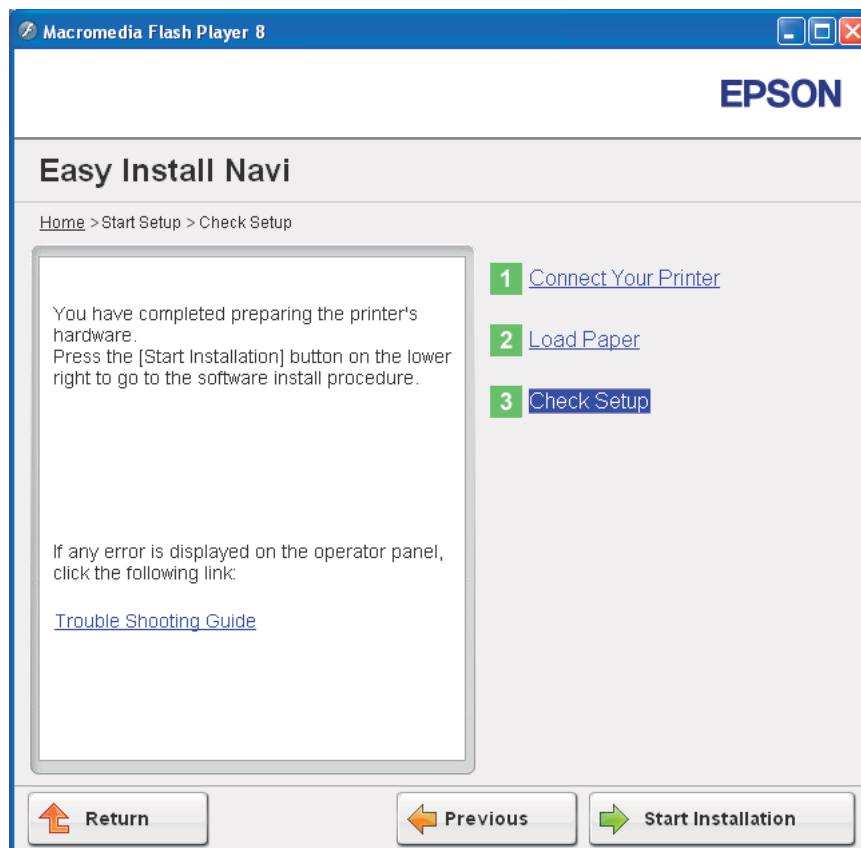 Macromedia Flash Player 8
EPSON
Easy Install Navi
Home > Start Setup > Check Setup
You have completed preparing the printer's
hardware.
Press the [Start Installation] button on the lower
right to go to the software install procedure.
If any error is displayed on the operator panel,
click the following link:
Trouble Shooting Guide
1 Connect Your Printer
2 Load Paper
3 Check Setup
Return
Previous
Start Installation